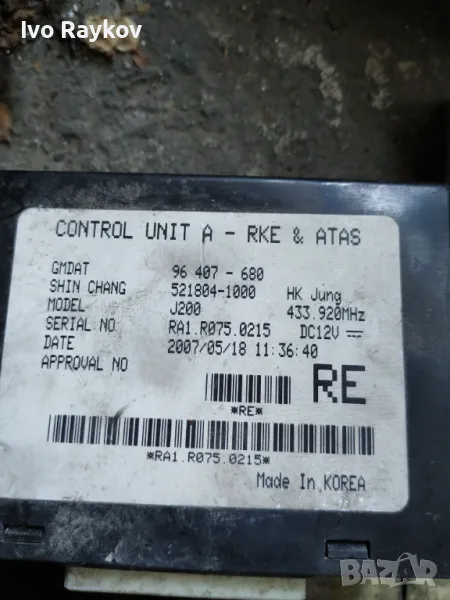 Ivo Raykov
CONTROL UNIT A - RKE & ATAS
GMDAT 96 407-680
SHIN CHANG 521804-1000 HK Jung
MODEL J200 433.920MHz
SERIAL NO RA1.R075.0215 DC12V
DATE 2007/05/18 11:36:40
APPROVAL NO
RE
*RE*
*RA1.R075.0215*
Made In KOREA
BAZAR